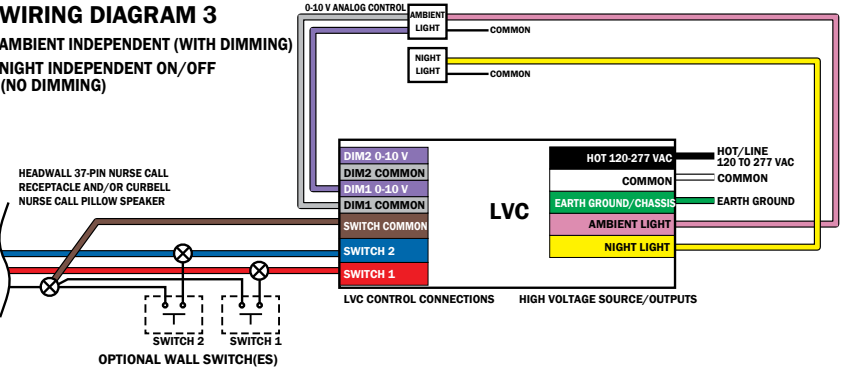 WIRING DIAGRAM 3
AMBIENT INDEPENDENT (WITH DIMMING)
NIGHT INDEPENDENT ON/OFF
(NO DIMMING)
0-10 V ANALOG CONTROL
AMBIENT
LIGHT
COMMON
NIGHT
LIGHT
COMMON
HEADWALL 37-PIN NURSE CALL
RECEPTACLE AND/OR CURBELL
NURSE CALL PILLOW SPEAKER
DIM2 0-10 V
DIM2 COMMON
DIM1 0-10 V
DIM1 COMMON
SWITCH COMMON
SWITCH 2
SWITCH 1
LVC
HOT 120-277 VAC
COMMON
EARTH GROUND/CHASSIS
AMBIENT LIGHT
NIGHT LIGHT
HOT/LINE
120 TO 277 VAC
COMMON
EARTH GROUND
LVC CONTROL CONNECTIONS
HIGH VOLTAGE SOURCE/OUTPUTS
SWITCH 2
SWITCH 1
OPTIONAL WALL SWITCH(ES)